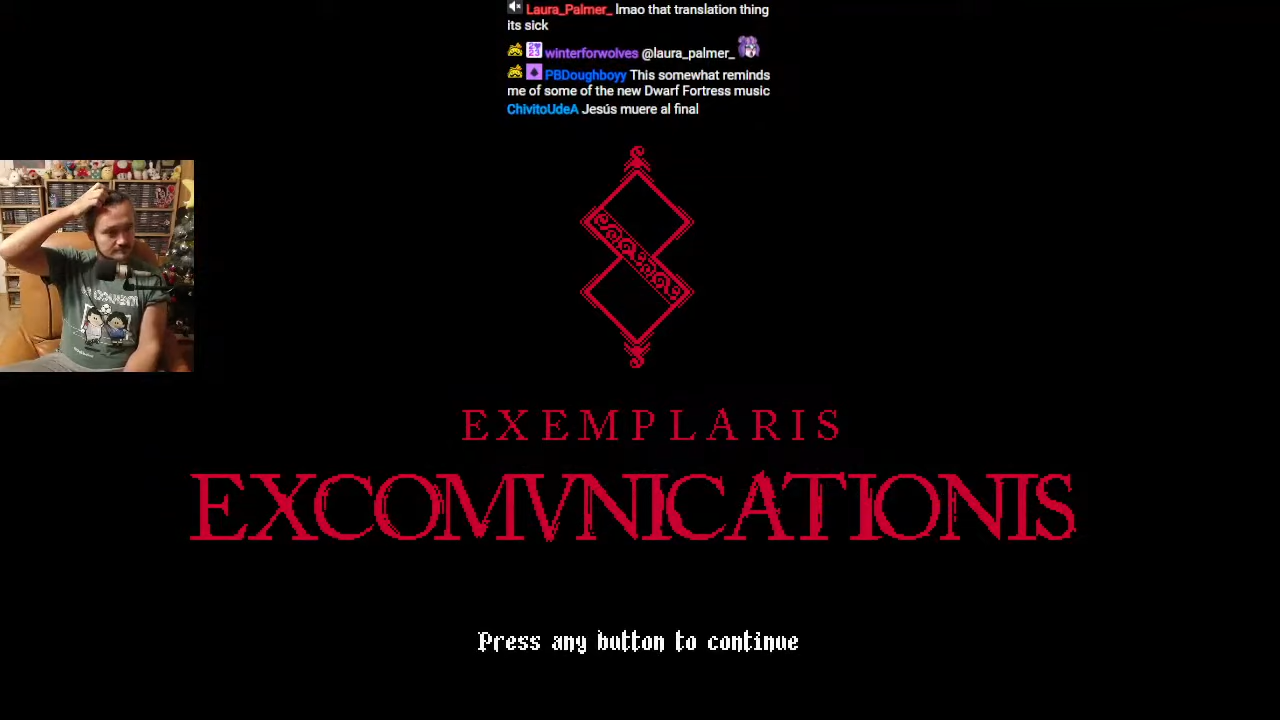 Laura_Palmer_ lmao that translation thing
its sick
winterforwolves @laura_palmer_
PBDoughboyy This somewhat reminds
me of some of the new Dwarf Fortress music
ChivitoUdeA Jesús muere al final
EXEMPLARIS
EXCOMVNICATIONIS
Press any button to continue